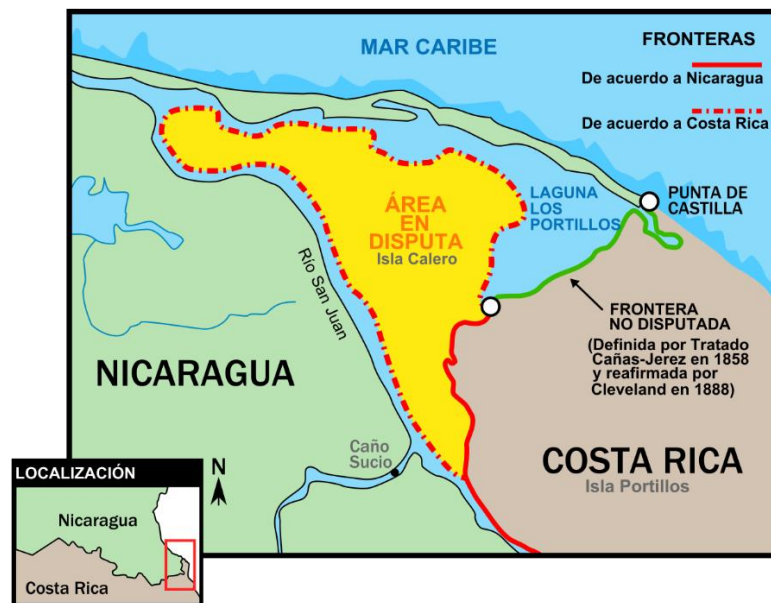 MAR CARIBE
FRONTERAS
De acuerdo a Nicaragua
De acuerdo a Costa Rica
ÁREA
EN
DISPUTA
Isla Calero
LAGUNA
LOS
PORTILLOS
PUNTA DE
CASTILLA
Río San Juan
FRONTERA
NO DISPUTADA
(Definida por Tratado
Cañas-Jerez en 1858
y reafirmada por
Cleveland en 1888)
NICARAGUA
Caño
Sucio
N
COSTA RICA
Isla Portillos
LOCALIZACIÓN
Nicaragua
Costa Rica